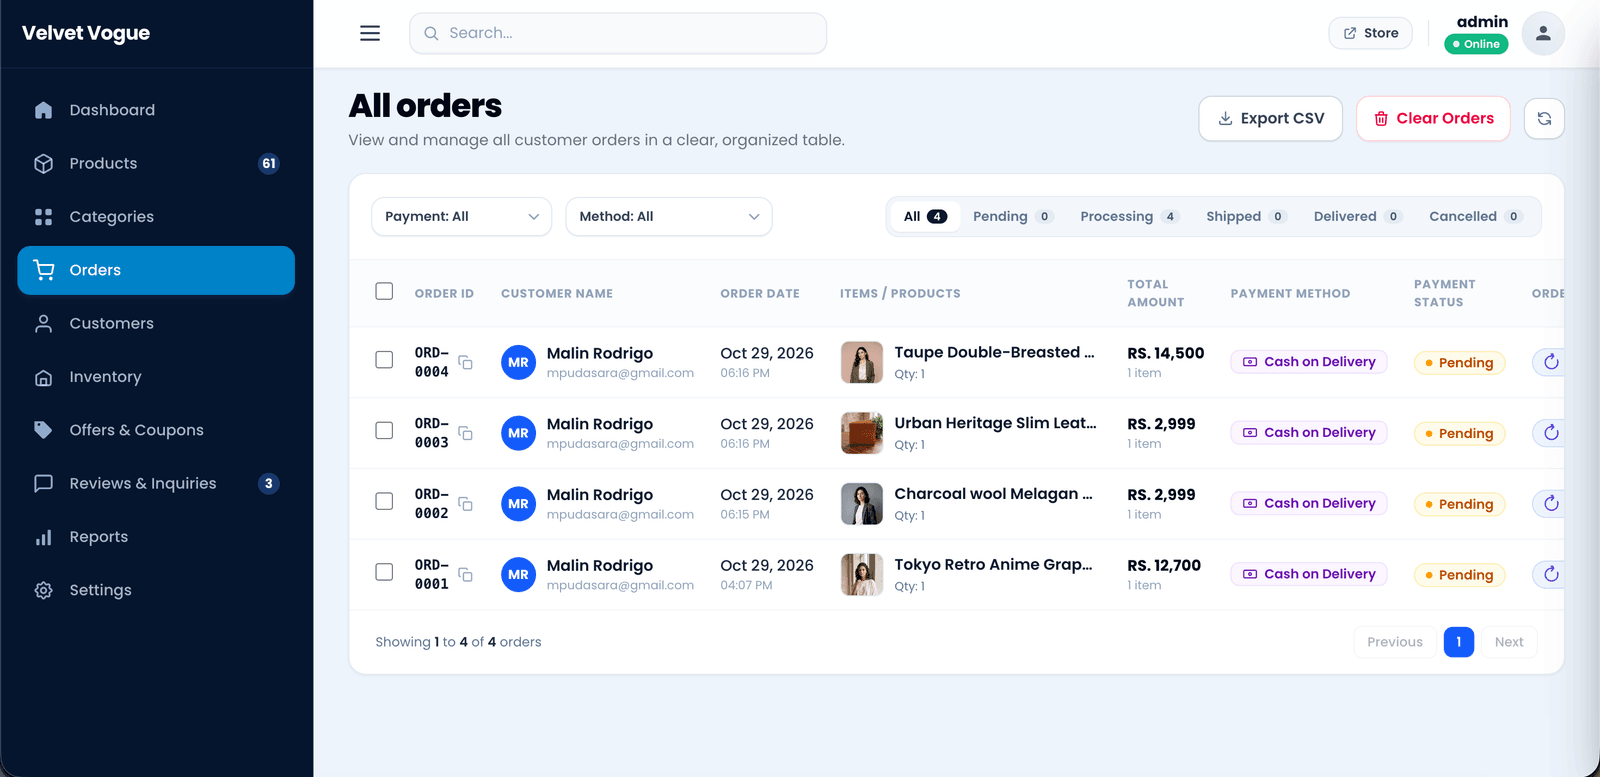 Velvet Vogue
Search...
Store
admin
Online
Dashboard
Products 61
Categories
Orders
Customers
Inventory
Offers & Coupons
Reviews & Inquiries 3
Reports
Settings
All orders
View and manage all customer orders in a clear, organized table.
Export CSV
Clear Orders
Payment: All
Method: All
All 4
Pending 0
Processing 4
Shipped 0
Delivered 0
Cancelled 0
ORDER ID
CUSTOMER NAME
ORDER DATE
ITEMS / PRODUCTS
TOTAL
AMOUNT
PAYMENT METHOD
PAYMENT
STATUS
ORDE
ORD-
0004
MR
Malin Rodrigo
mpudasara@gmail.com
Oct 29, 2026
06:16 PM
Taupe Double-Breasted ...
Qty: 1
RS. 14,500
1 item
Cash on Delivery
Pending
ORD-
0003
MR
Malin Rodrigo
mpudasara@gmail.com
Oct 29, 2026
06:16 PM
Urban Heritage Slim Leat...
Qty: 1
RS. 2,999
1 item
Cash on Delivery
Pending
ORD-
0002
MR
Malin Rodrigo
mpudasara@gmail.com
Oct 29, 2026
06:15 PM
Charcoal wool Melagan ...
Qty: 1
RS. 2,999
1 item
Cash on Delivery
Pending
ORD-
0001
MR
Malin Rodrigo
mpudasara@gmail.com
Oct 29, 2026
04:07 PM
Tokyo Retro Anime Grap...
Qty: 1
RS. 12,700
1 item
Cash on Delivery
Pending
Showing 1 to 4 of 4 orders
Previous
1
Next